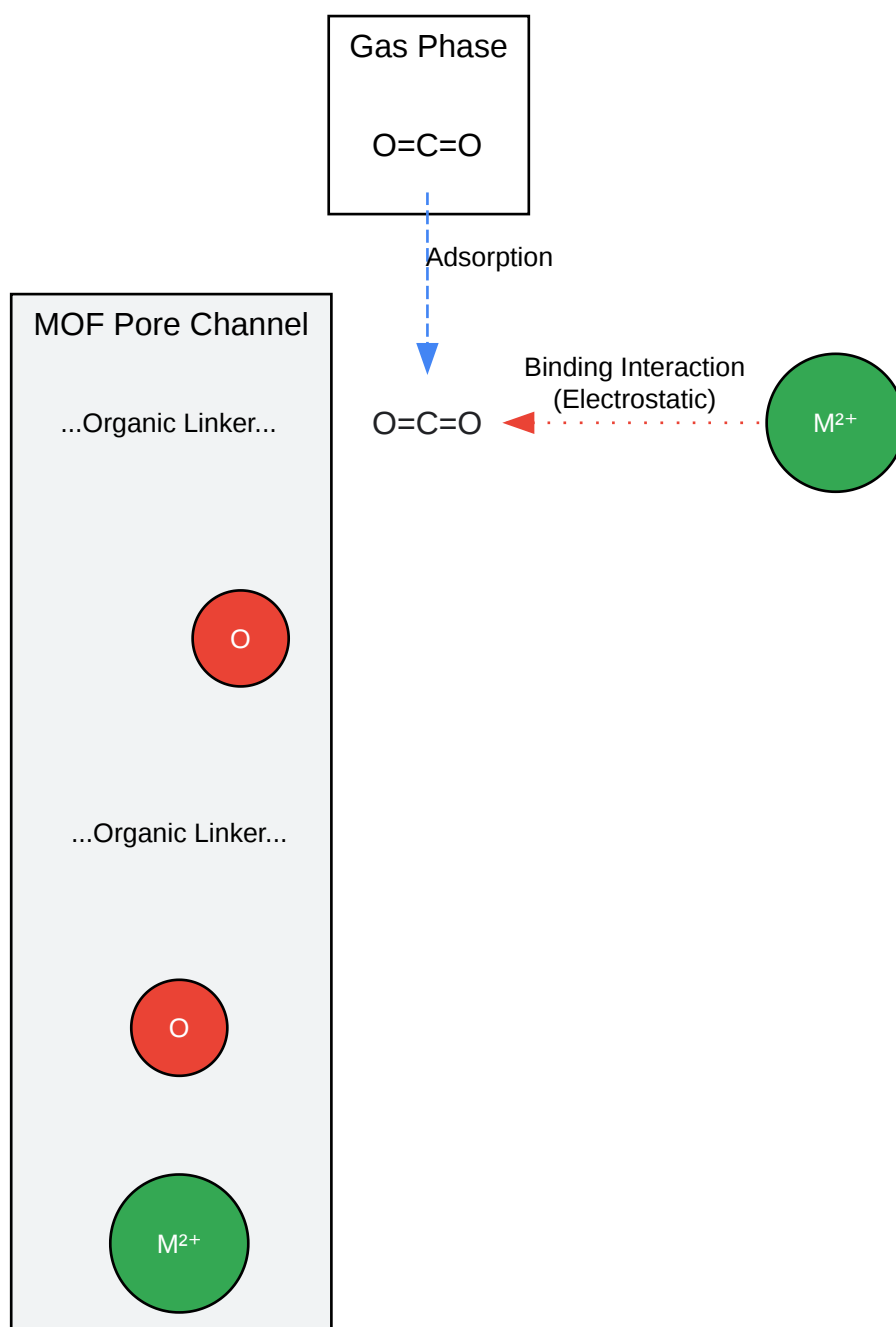 Gas Phase
O=C=O
Adsorption
MOF Pore Channel
...Organic Linker...
O=C=O
Binding Interaction
(Electrostatic)
M²⁺
O
...Organic Linker...
O
M²⁺